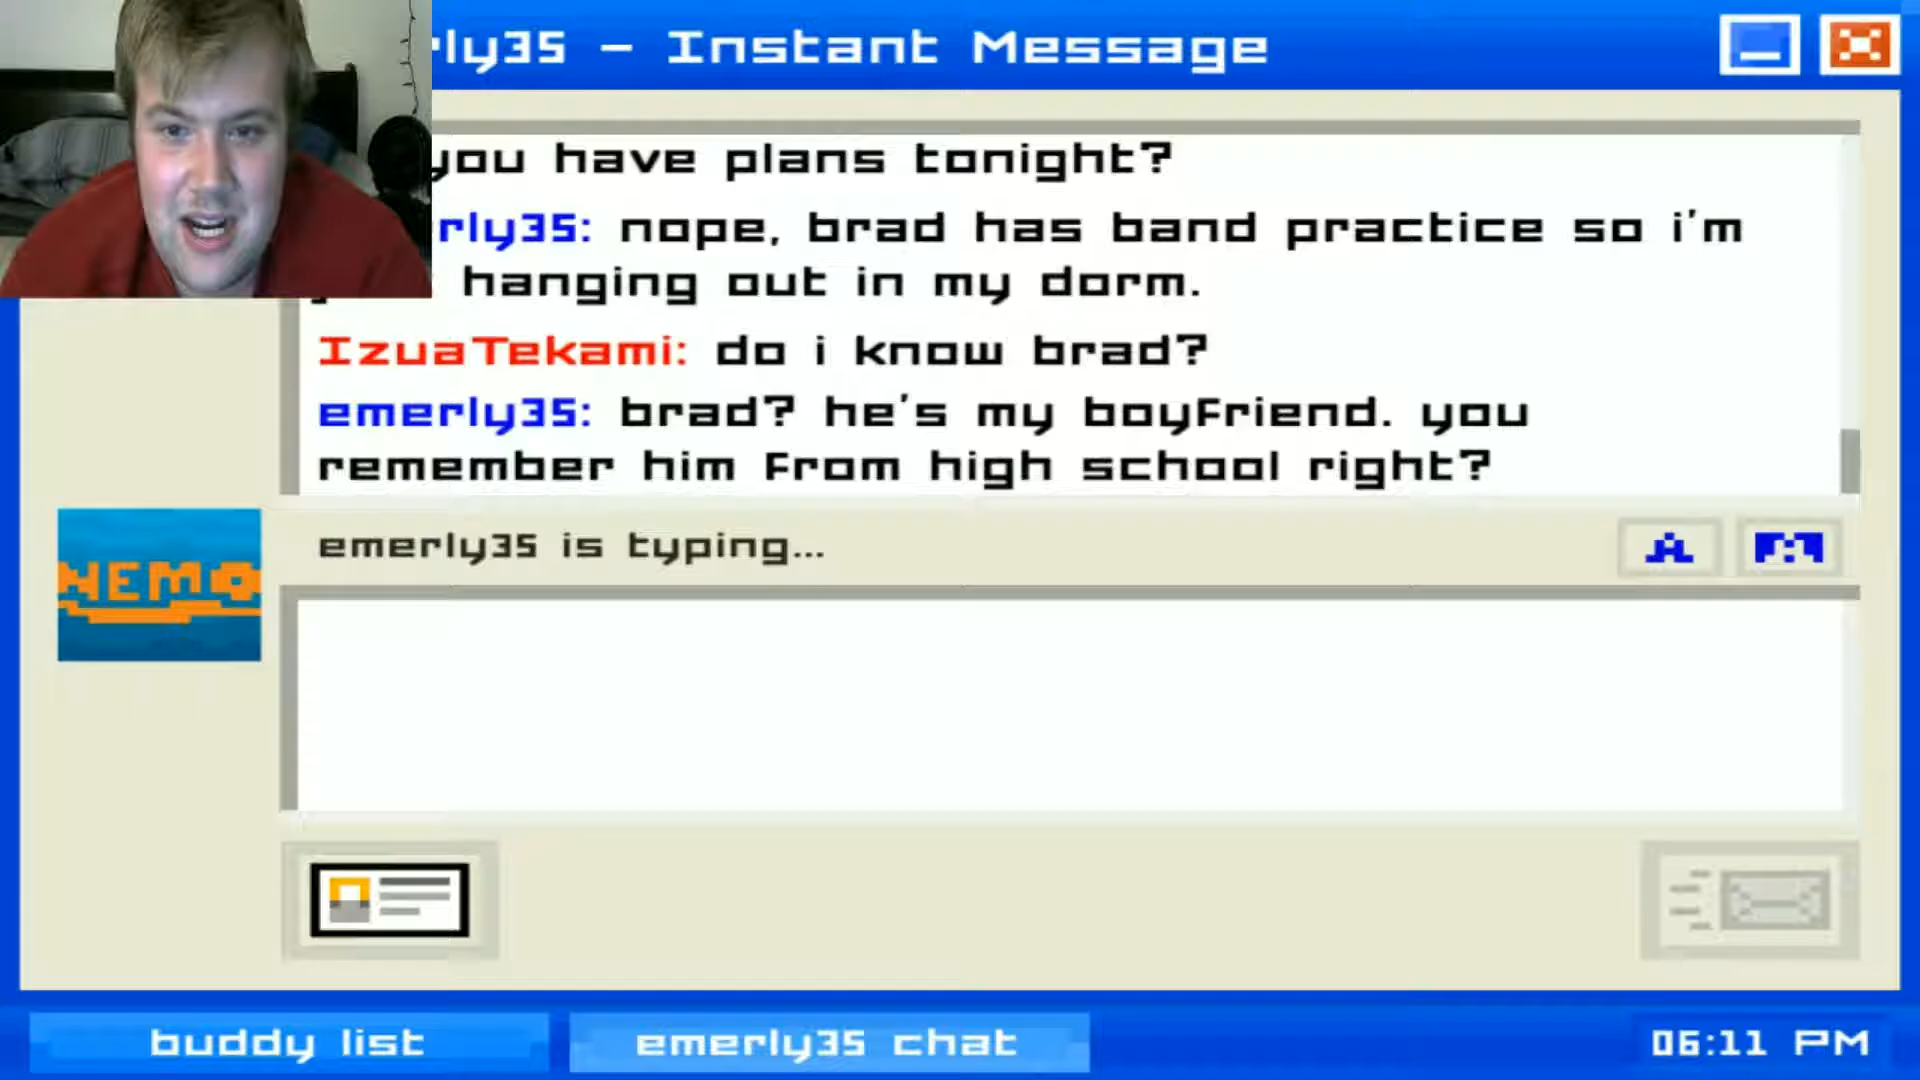 rly35 - Instant Message
you have plans tonight?
rly35: nope, brad has band practice so i'm
hanging out in my dorm.
IzuaTekami: do i know brad?
emerly35: brad? he's my boyfriend. you
remember him from high school right?
NEMO
emerly35 is typing...
A
buddy list
emerly35 chat
06:11 PM